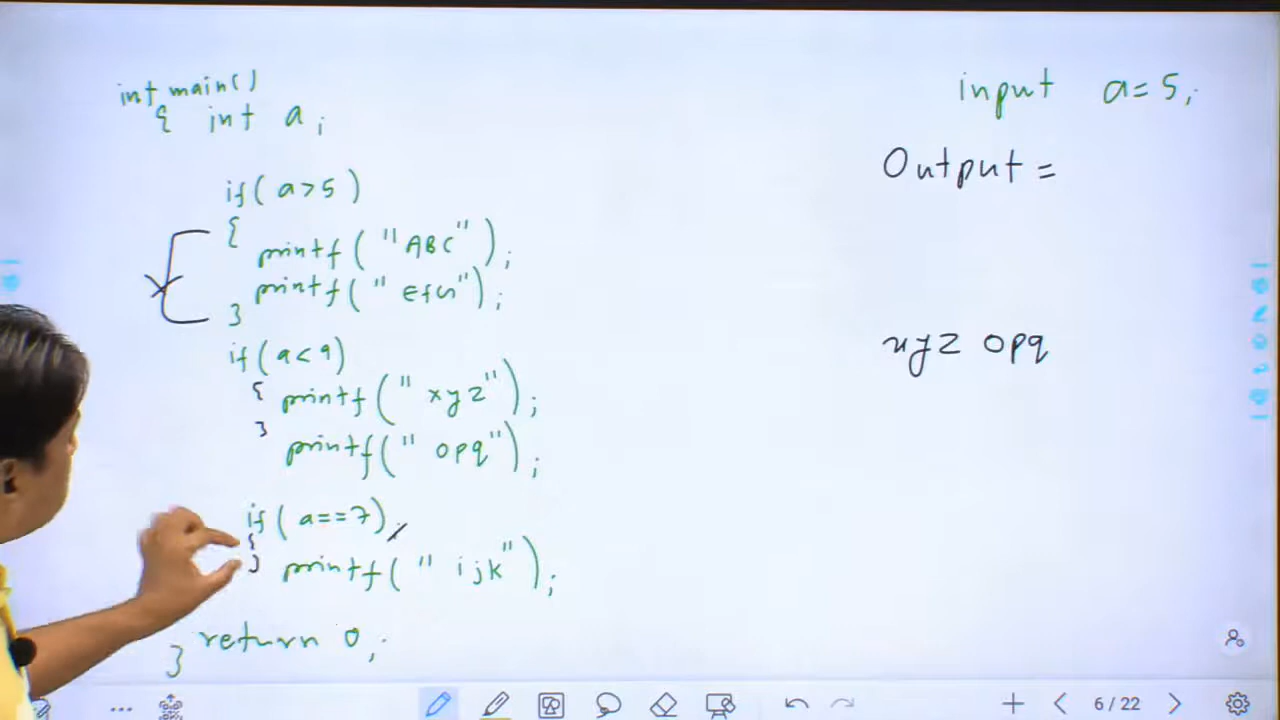 int main()
{ int a;
if( a>5 )
{
printf( "ABC" );
printf( " EFG" );
}
if( a<9)
{ printf( " xyz" );
}
printf( " opq" );
if( a==7);
{
} printf( " ijk" );
return 0;
}
input a=5;
Output =
xyz opq
6/22